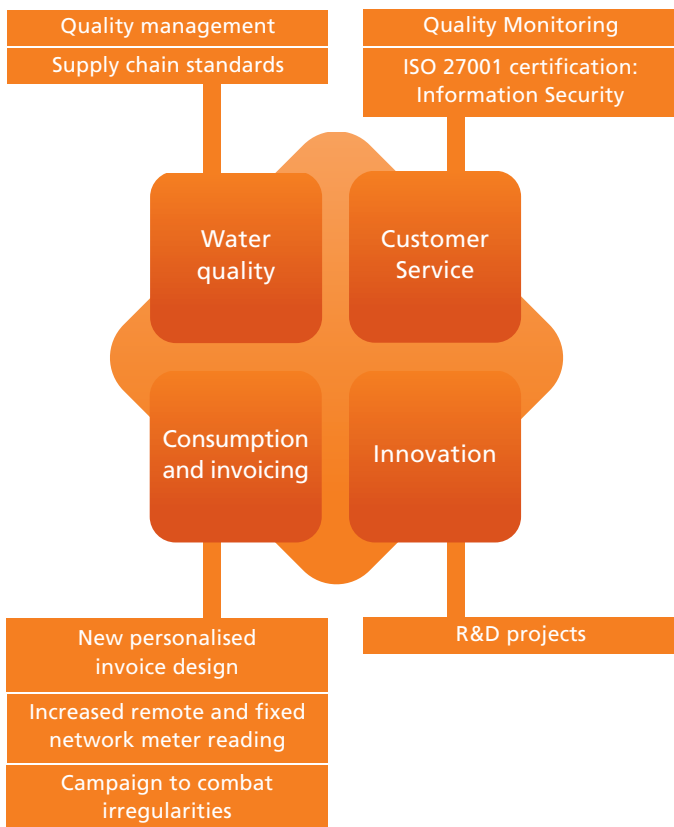 Quality management
Supply chain standards
Quality Monitoring
ISO 27001 certification:
Information Security
Water
quality
Customer
Service
Consumption
and invoicing
Innovation
New personalised
invoice design
Increased remote and fixed
network meter reading
Campaign to combat
irregularities
R&D projects